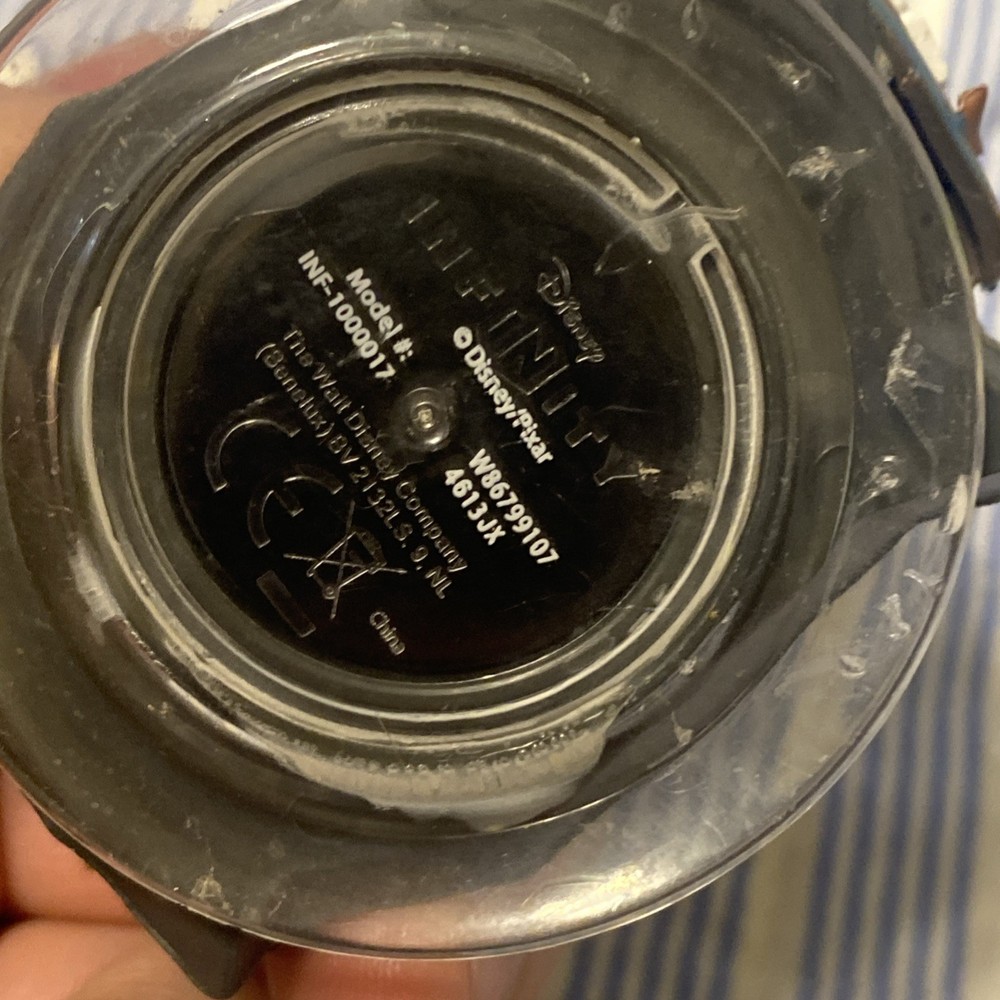 Disney
INFINITY
©Disney/Pixar
Model #:
INF-1000017
W86799107
4613JX
The Walt Disney Company
(Benelux) BV 2132LS, 9, NL
CE
China